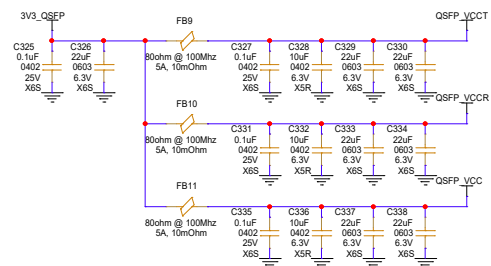 3V3_QSFP
FB9
QSFP_VCCT
C325
0.1uF
0402
25V
X6S
C326
22uF
0603
6.3V
X6S
80ohm @ 100Mhz
5A, 10mOhm
C327
0.1uF
0402
25V
X6S
C328
10uF
0402
6.3V
X5R
C329
22uF
0603
6.3V
X6S
C330
22uF
0603
6.3V
X6S
FB10
QSFP_VCCR
80ohm @ 100Mhz
5A, 10mOhm
C331
0.1uF
0402
25V
X6S
C332
10uF
0402
6.3V
X5R
C333
22uF
0603
6.3V
X6S
C334
22uF
0603
6.3V
X6S
FB11
QSFP_VCC
80ohm @ 100Mhz
5A, 10mOhm
C335
0.1uF
0402
25V
X6S
C336
10uF
0402
6.3V
X5R
C337
22uF
0603
6.3V
X6S
C338
22uF
0603
6.3V
X6S